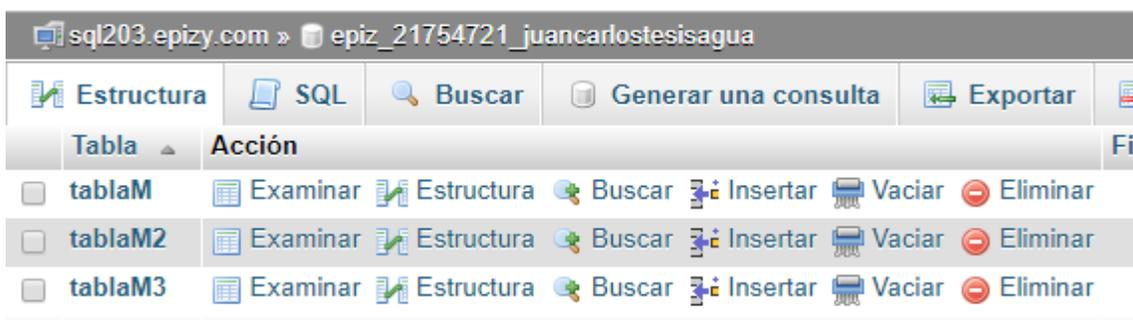 sql203.epizy.com » epiz_21754721_juancarlostesisagua
Estructura SQL Buscar Generar una consulta Exportar
Tabla Acción Fi
tablaM Examinar Estructura Buscar Insertar Vaciar Eliminar
tablaM2 Examinar Estructura Buscar Insertar Vaciar Eliminar
tablaM3 Examinar Estructura Buscar Insertar Vaciar Eliminar